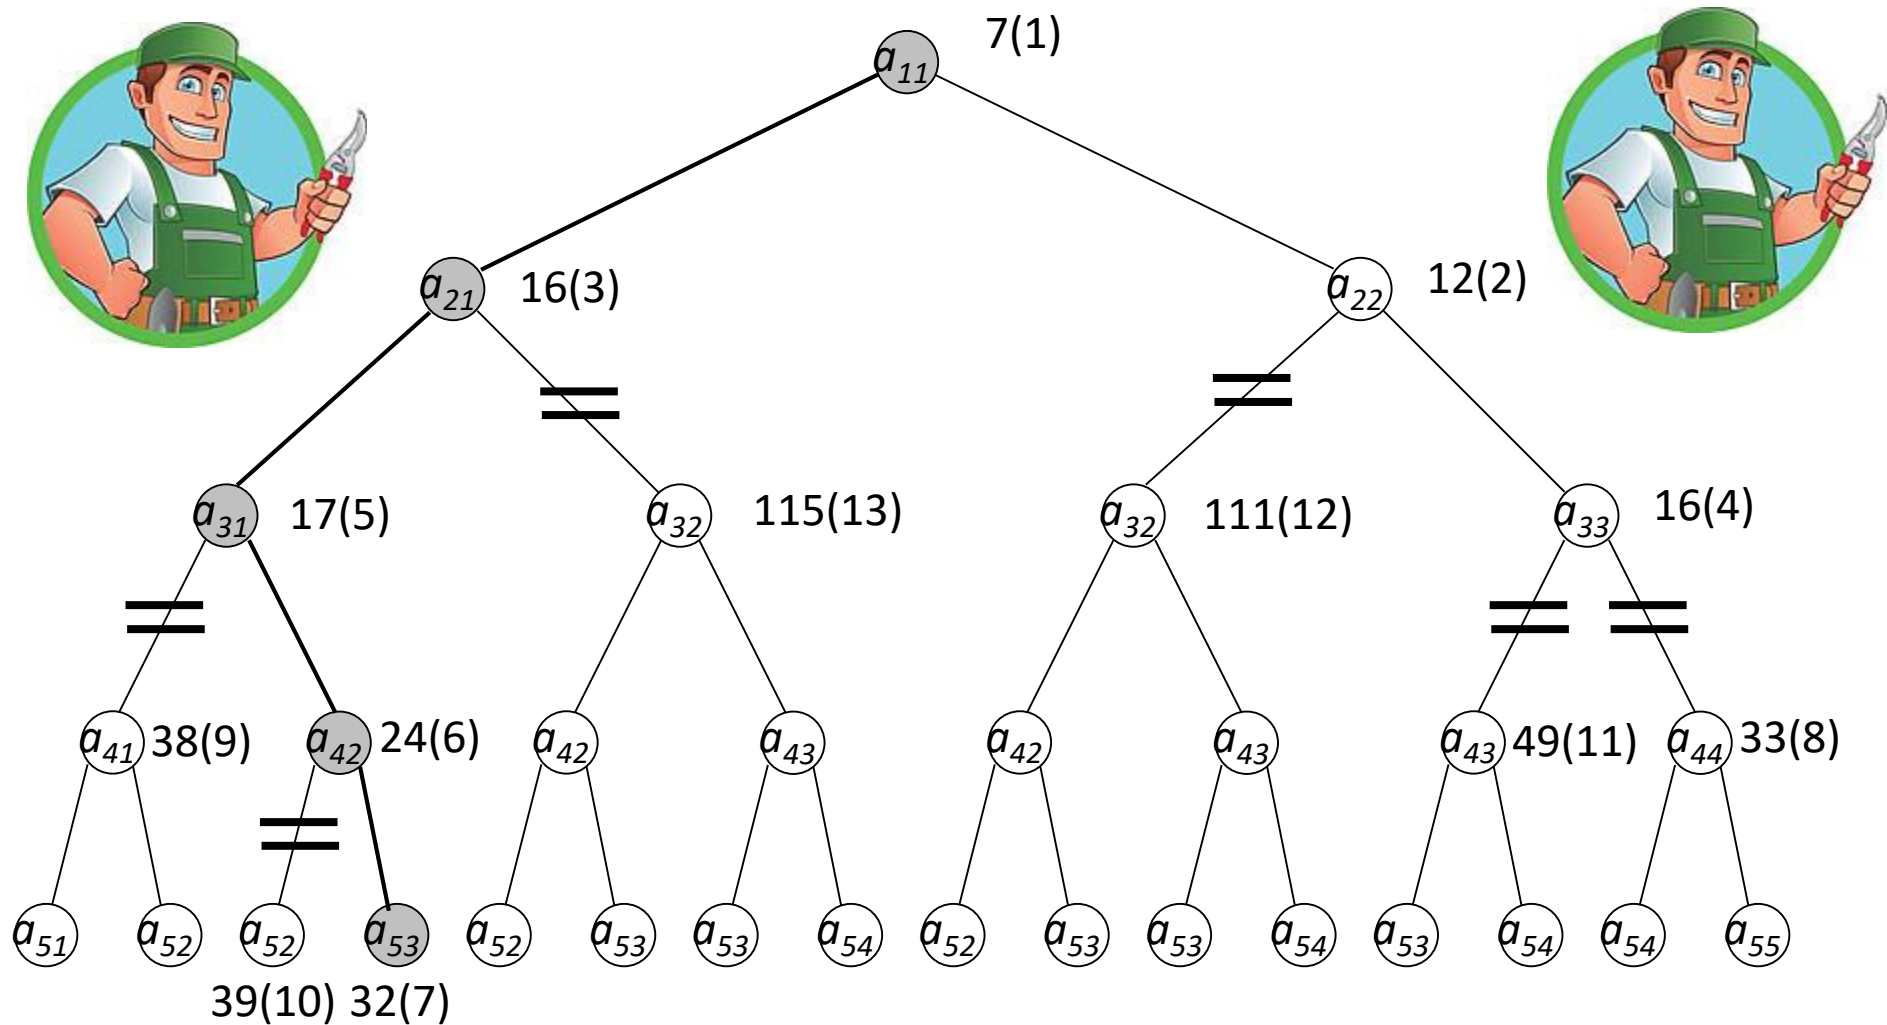 7(1)
a11
a21 16(3) a22 12(2)
a31 17(5) a32 115(13) a32 111(12) a33 16(4)
a41 38(9) a42 24(6) a42 a43 a42 a43 a43 49(11) a44 33(8)
a51 a52 a52 a53 a52 a53 a53 a54 a52 a53 a53 a54 a53 a54 a54 a55
39(10) 32(7)